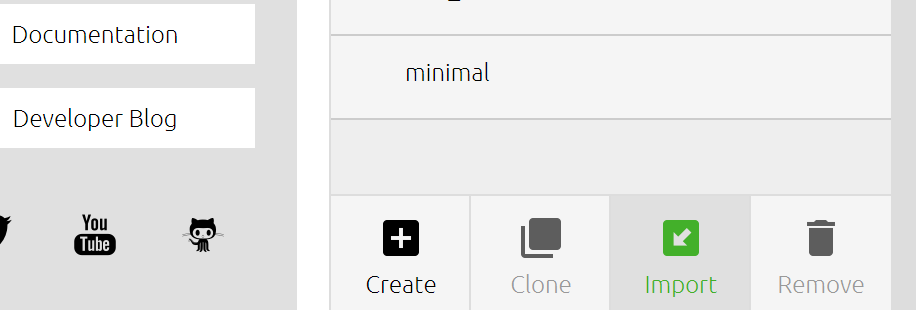 Documentation
Developer Blog
You
Tube
minimal
Create
Clone
Import
Remove